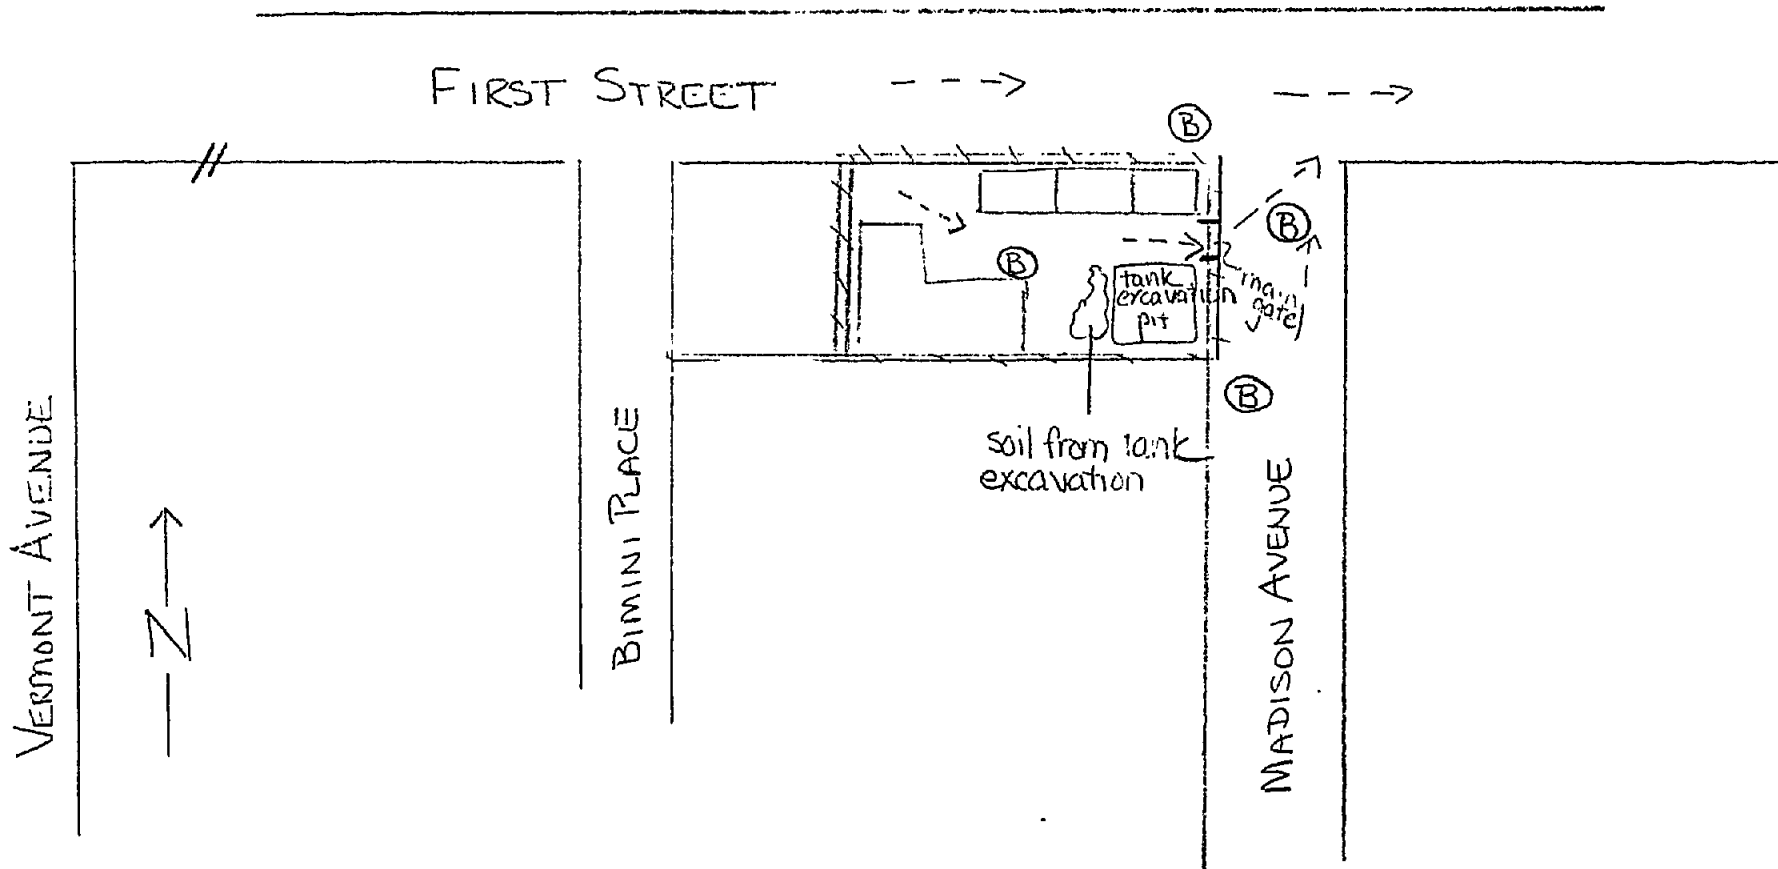 FIRST STREET
B
B
B
tank
excavation
pit
main
gate
B
soil from tank
excavation
VERMONT AVENUE
N
BIMINI PLACE
MADISON AVENUE